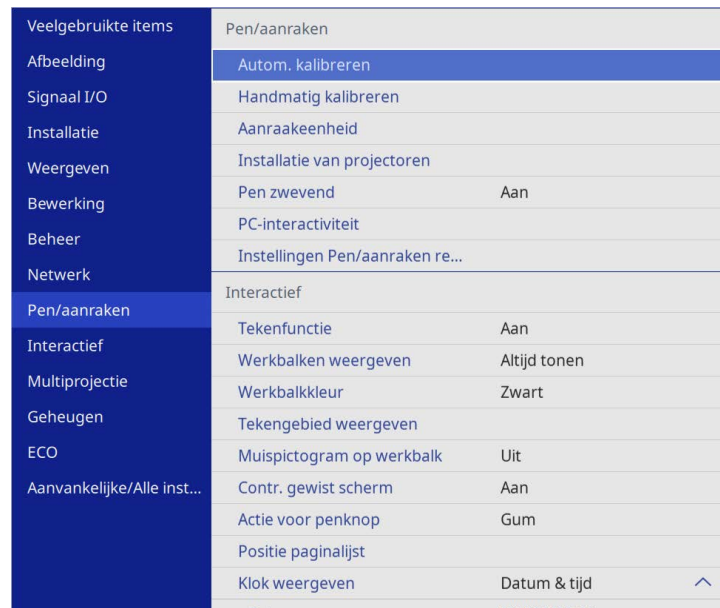 Veelgebruikte items
Afbeelding
Signaal I/O
Installatie
Weergeven
Bewerking
Beheer
Netwerk
Pen/aanraken
Interactief
Multiprojectie
Geheugen
ECO
Aanvankelijke/Alle inst...
Pen/aanraken
Autom. kalibreren
Handmatig kalibreren
Aanraakeenheid
Installatie van projectoren
Pen zwevend Aan
PC-interactiviteit
Instellingen Pen/aanraken re...
Interactief
Tekenfunctie Aan
Werkbalken weergeven Altijd tonen
Werkbalkkleur Zwart
Tekengebied weergeven
Muispictogram op werkbalk Uit
Contr. gewist scherm Aan
Actie voor penknop Gum
Positie paginalijst
Klok weergeven Datum & tijd